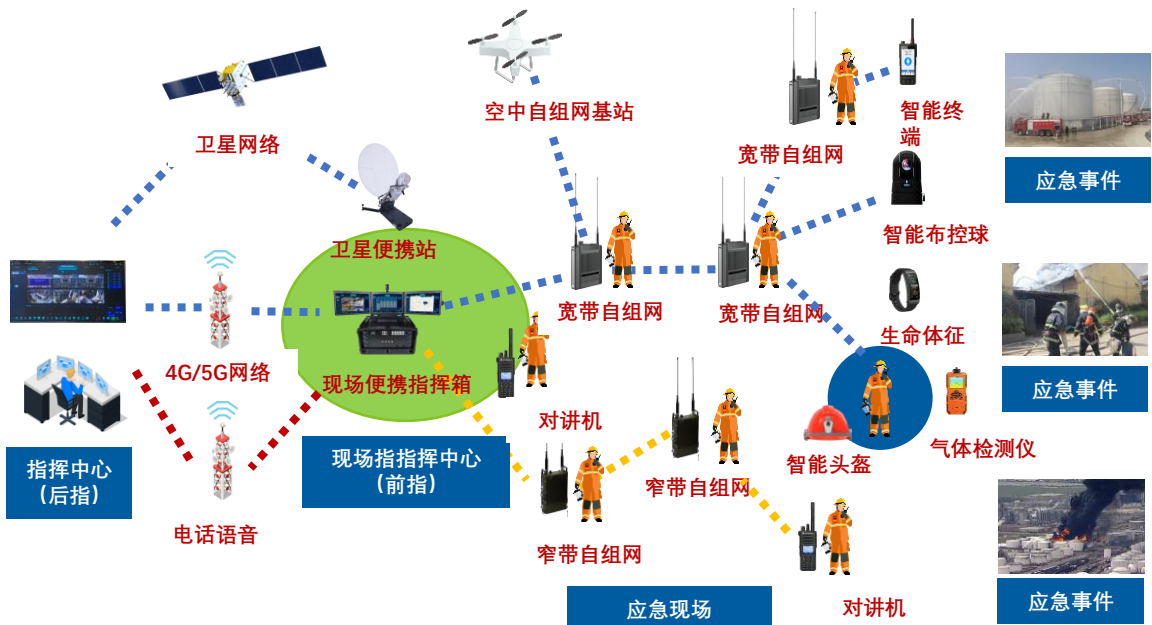 卫星网络
空中自组网基站
智能终
端
宽带自组网
应急事件
卫星便携站
智能布控球
宽带自组网
宽带自组网
生命体征
4G/5G网络
现场便携指挥箱
应急事件
对讲机
指挥中心
(后指)
现场指指挥中心
(前指)
窄带自组网
智能头盔
气体检测仪
电话语音
窄带自组网
应急现场
对讲机
应急事件